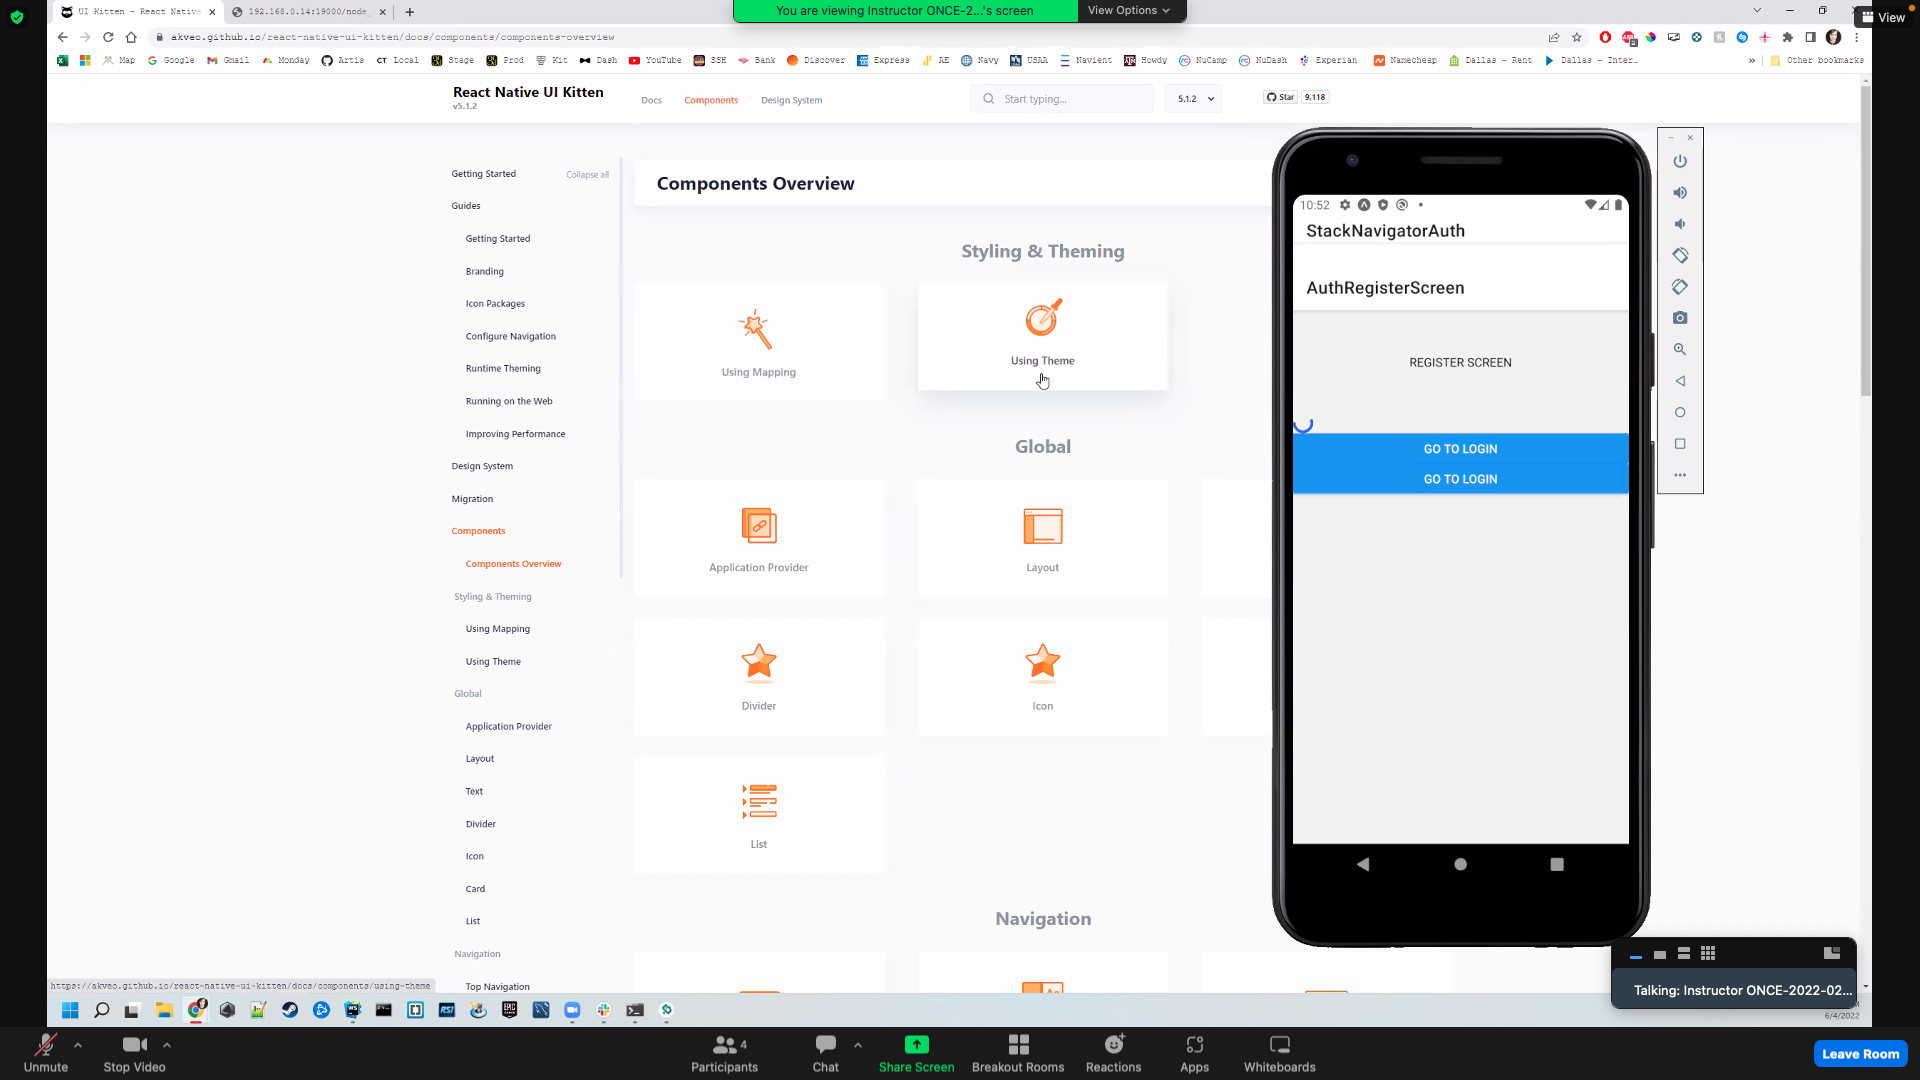 UI Kitten - React Native
192.168.0.14:19000/node_
You are viewing Instructor ONCE-2...'s screen
View Options
View
akveo.github.io/react-native-ui-kitten/docs/components/components-overview
Map
Google
Gmail
Monday
Artis
CT. Local
Stage
Prod
Kit
Dash
YouTube
SSH
Bank
Discover
Express
AE
Navy
USAA
Navient
Howdy
NuCamp
NuDash
Experian
Namecheap
Dallas - Rent
Dallas - Inter…
»
Other bookmarks
React Native UI Kitten
v5.1.2
Docs
Components
Design System
Start typing...
5.1.2
Star
9,118
Getting Started
Collapse all
Guides
Getting Started
Branding
Icon Packages
Configure Navigation
Runtime Theming
Running on the Web
Improving Performance
Design System
Migration
Components
Components Overview
Styling & Theming
Using Mapping
Using Theme
Global
Application Provider
Layout
Text
Divider
Icon
Card
List
Navigation
Top Navigation
Components Overview
Styling & Theming
Using Mapping
Using Theme
Global
Application Provider
Layout
Divider
Icon
List
Navigation
10:52
StackNavigatorAuth
AuthRegisterScreen
REGISTER SCREEN
GO TO LOGIN
GO TO LOGIN
https://akveo.github.io/react-native-ui-kitten/docs/components/using-theme
Talking: Instructor ONCE-2022-02...
6/4/2022
Unmute
Stop Video
4
Participants
Chat
Share Screen
Breakout Rooms
Reactions
Apps
Whiteboards
Leave Room